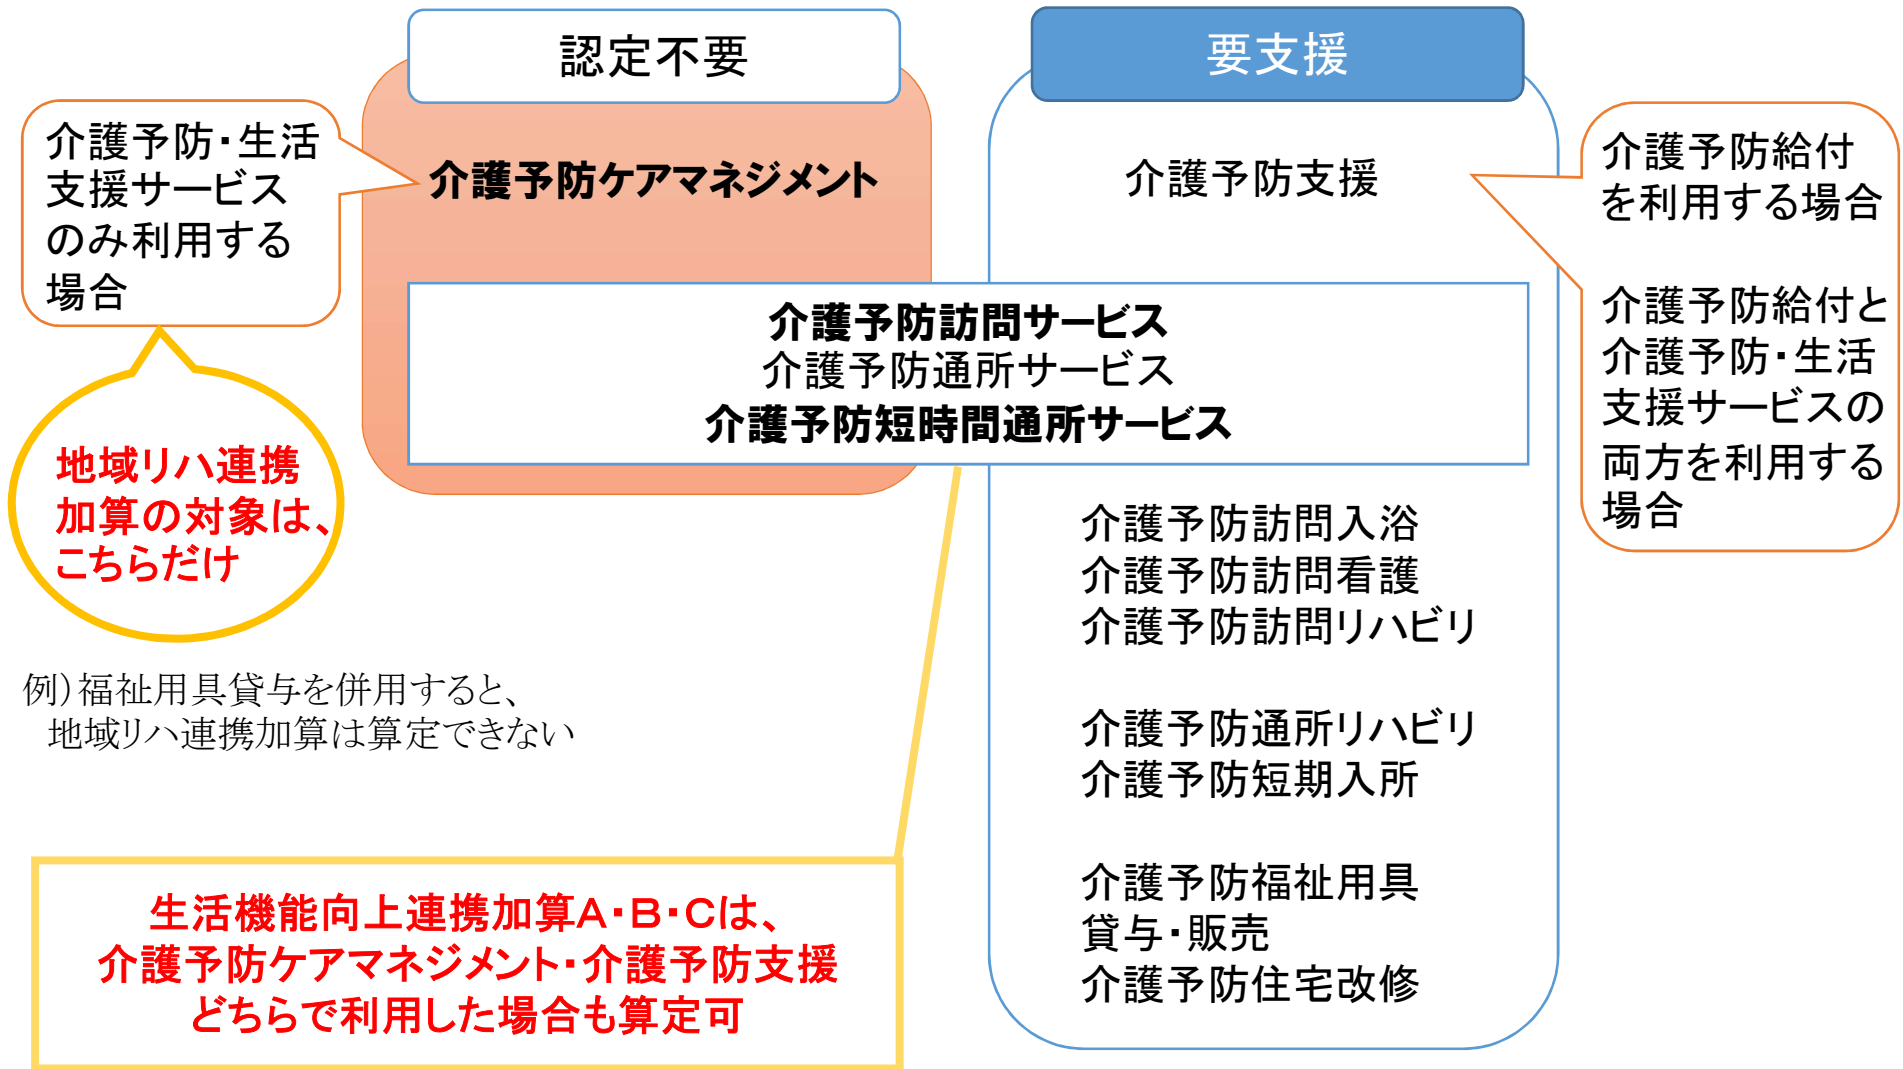 認定不要
要支援
介護予防・生活
支援サービス
のみ利用する
場合
介護予防ケアマネジメント
介護予防支援
介護予防給付
を利用する場合
介護予防給付と
介護予防・生活
支援サービスの
両方を利用する
場合
介護予防訪問サービス
介護予防通所サービス
介護予防短時間通所サービス
地域リハ連携
加算の対象は、
こちらだけ
例)福祉用具貸与を併用すると、
地域リハ連携加算は算定できない
介護予防訪問入浴
介護予防訪問看護
介護予防訪問リハビリ
介護予防通所リハビリ
介護予防短期入所
介護予防福祉用具
貸与・販売
介護予防住宅改修
生活機能向上連携加算A・B・Cは、
介護予防ケアマネジメント・介護予防支援
どちらで利用した場合も算定可